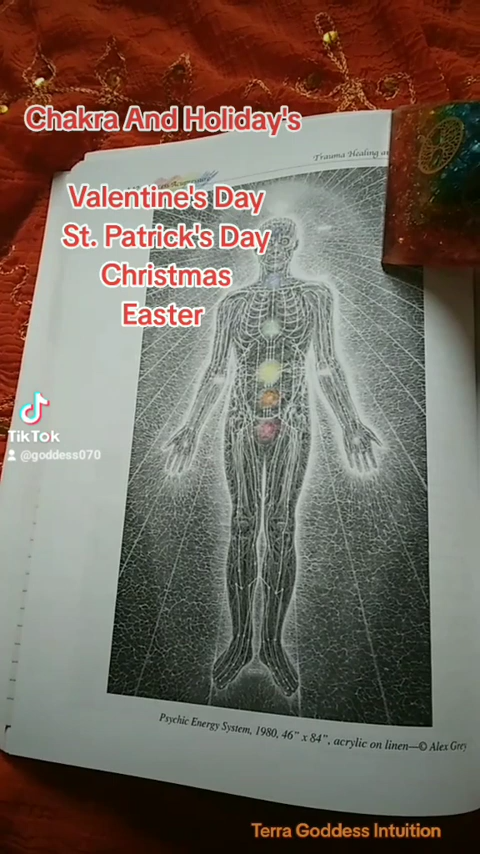 Chakra And Holiday's
Trauma Healing
Valentine's Day
St. Patrick's Day
Christmas
Easter
TikTok
@goddess070
Psychic Energy System, 1980, 46" x 84", acrylic on linen—© Alex Grey
Terra Goddess Intuition